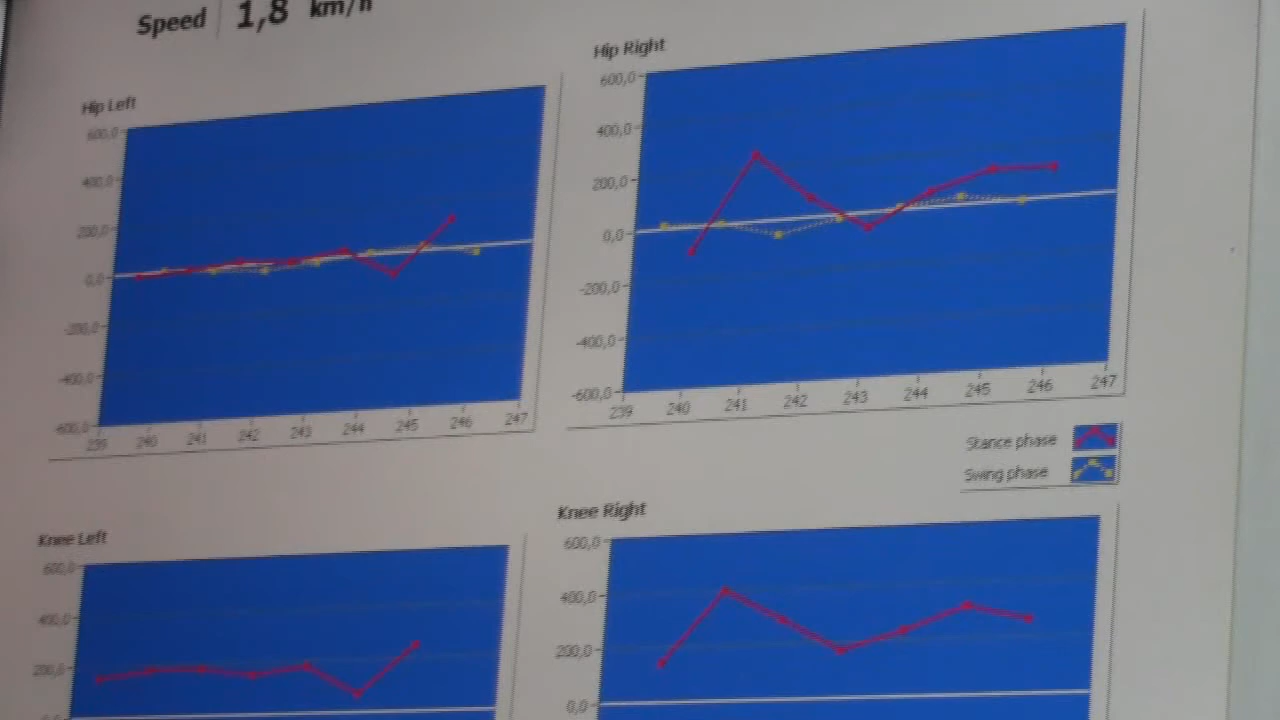 Speed 1,8 km/h
Hip Left
600,0
400,0
200,0
0,0
-200,0
-400,0
-600,0
239 240 241 242 243 244 245 246 247
Hip Right
600,0
400,0
200,0
0,0
-200,0
-400,0
-600,0
239 240 241 242 243 244 245 246 247
Stance phase
Swing phase
Knee Left
600,0
400,0
200,0
0,0
Knee Right
600,0
400,0
200,0
0,0